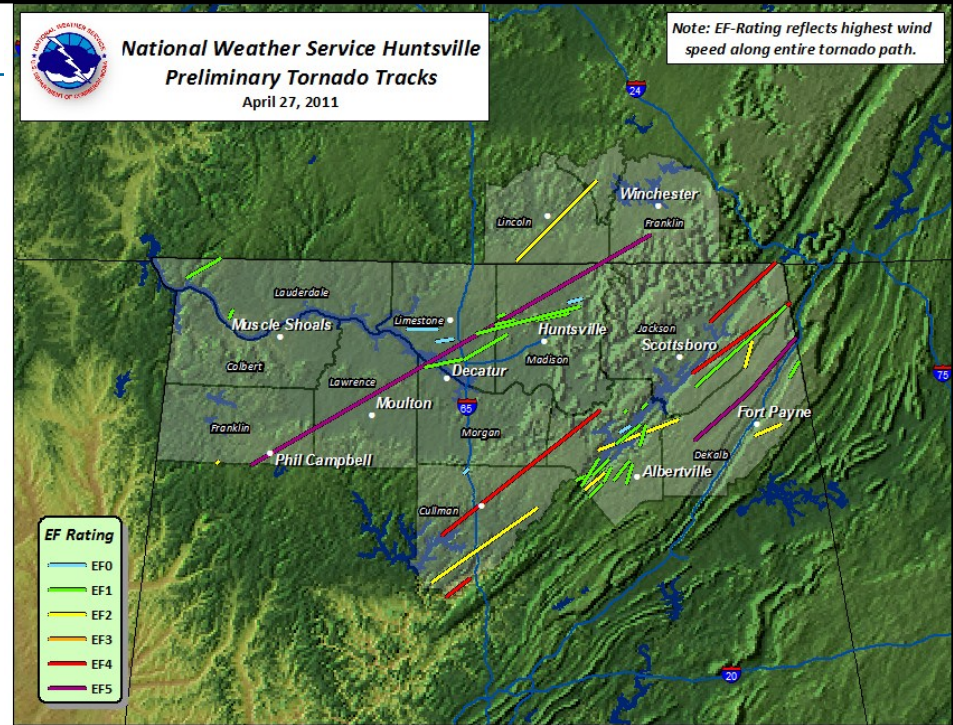 National Weather Service Huntsville
Preliminary Tornado Tracks
April 27, 2011
Note: EF-Rating reflects highest wind
speed along entire tornado path.
24
Winchester
Lincoln
Franklin
Lauderdale
Limestone
Muscle Shoals
Huntsville
Jackson
Scottsboro
Madison
Colbert
Decatur
Lawrence
75
Moulton
65
Fort Payne
Franklin
Morgan
Phil Campbell
DeKalb
Albertville
Cullman
EF Rating
EF0
EF1
EF2
EF3
EF4
EF5
20